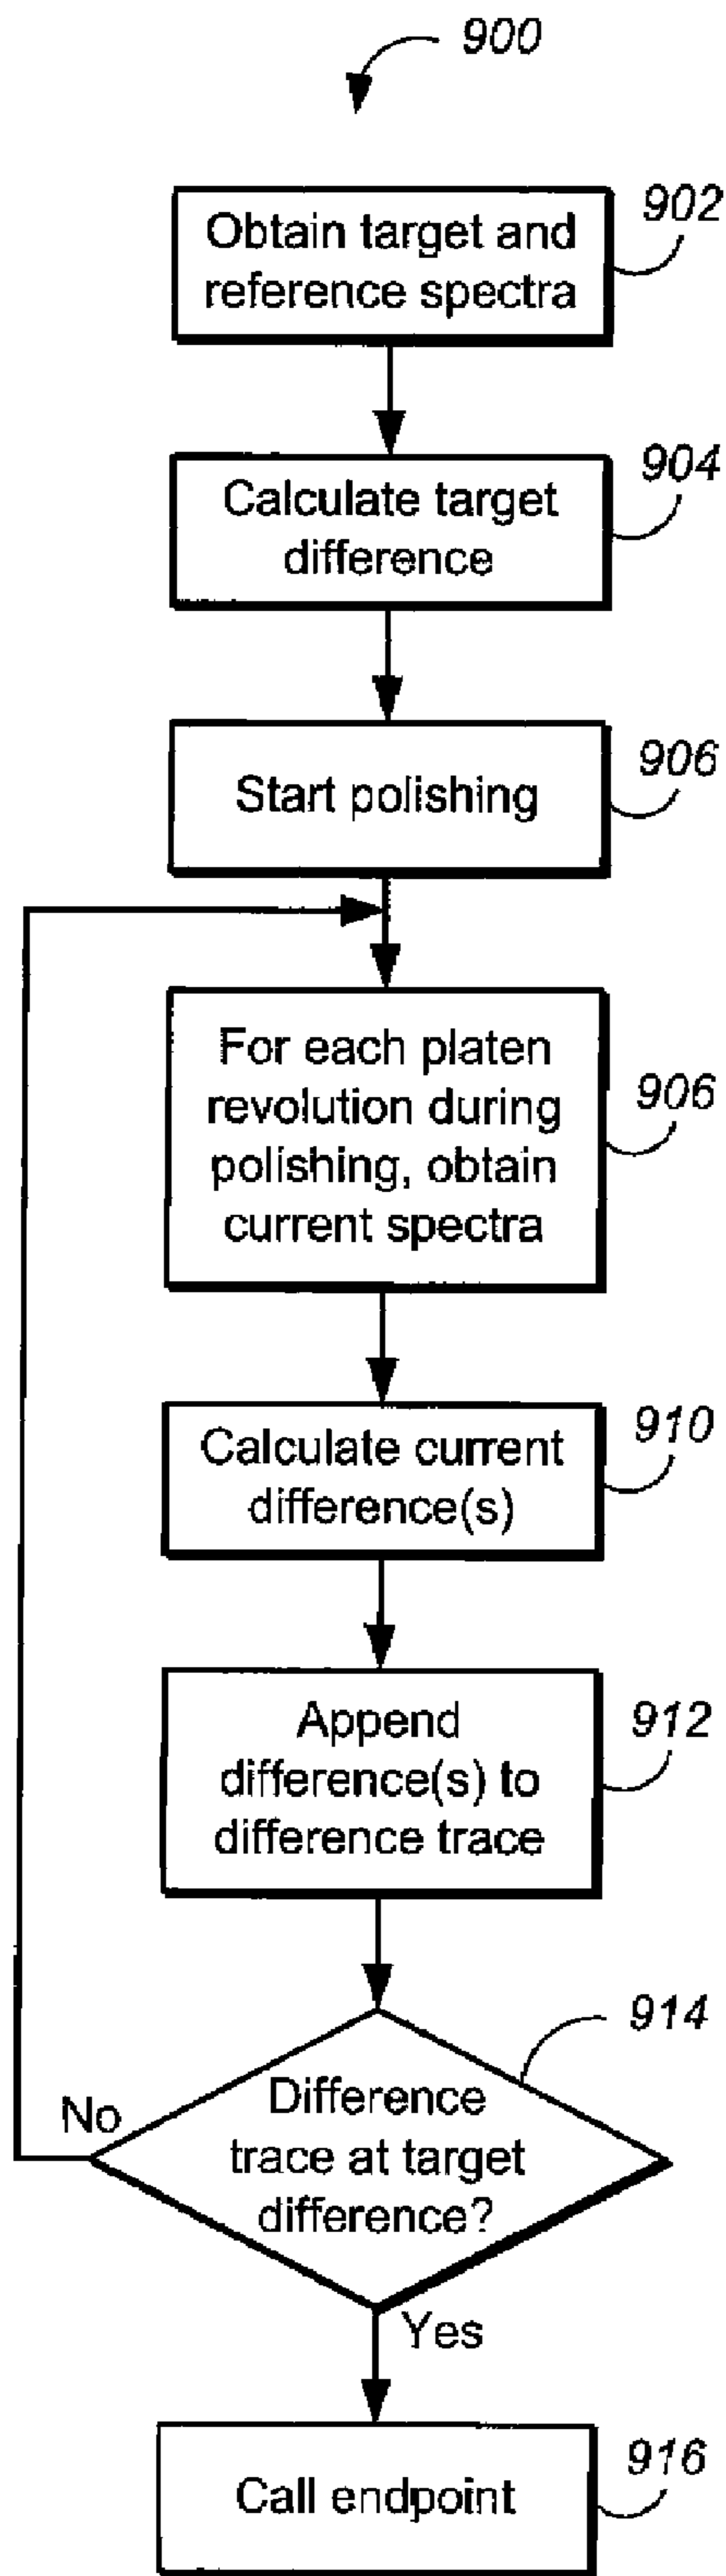 900
902
Obtain target and
reference spectra
904
Calculate target
difference
906
Start polishing
For each platen
revolution during
polishing, obtain
current spectra
906
910
Calculate current
difference(s)
912
Append
difference(s) to
difference trace
914
Difference
trace at target
difference?
No
Yes
916
Call endpoint